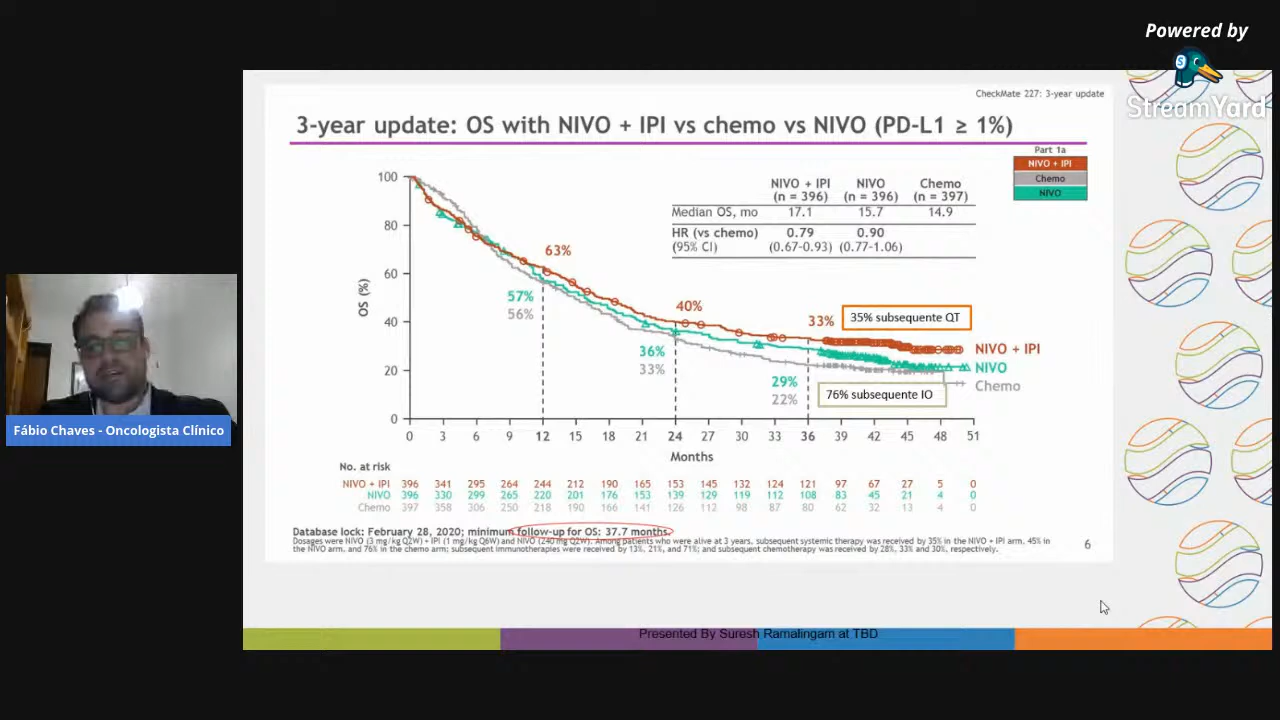 Powered by
StreamYard
CheckMate 227: 3-year update
3-year update: OS with NIVO + IPI vs chemo vs NIVO (PD-L1 ≥ 1%)
Part 1a
NIVO + IPI
Chemo
NIVO
NIVO + IPI NIVO Chemo
(n = 396) (n = 396) (n = 397)
Median OS, mo 17.1 15.7 14.9
HR (vs chemo) 0.79 0.90
(95% CI) (0.67-0.93) (0.77-1.06)
OS (%)
100
80
60
40
20
0
63%
57%
56%
40%
36%
33%
33%
29%
22%
35% subsequente QT
76% subsequente IO
NIVO + IPI
NIVO
Chemo
0 3 6 9 12 15 18 21 24 27 30 33 36 39 42 45 48 51
Months
No. at risk
NIVO + IPI 396 341 295 264 244 212 190 165 153 145 132 124 121 97 67 27 5 0
NIVO 396 330 299 265 220 201 176 153 139 129 119 112 108 83 45 21 4 0
Chemo 397 358 306 250 218 190 166 141 126 112 98 87 80 62 32 13 4 0
Database lock: February 28, 2020; minimum follow-up for OS: 37.7 months.
Dosages were NIVO (3 mg/kg Q2W) + IPI (1 mg/kg Q6W) and NIVO (240 mg Q2W). Among patients who were alive at 3 years, subsequent systemic therapy was received by 35% in the NIVO + IPI arm, 45% in
the NIVO arm, and 76% in the chemo arm; subsequent immunotherapies were received by 13%, 21%, and 71%; and subsequent chemotherapy was received by 28%, 33% and 30%, respectively.
6
Presented By Suresh Ramalingam at TBD
Fábio Chaves - Oncologista Clínico